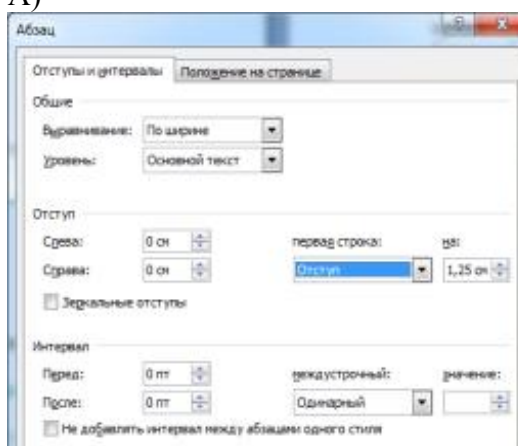 А)
Абзац
Отступы и интервалы Положение на странице
Общие
Выравнивание: По ширине
Уровень: Основной текст
Отступ
Слева: 0 см первая строка: на:
Справа: 0 см Отступ 1,25 см
Зеркальные отступы
Интервал
Перед: 0 пт междустрочный: значение:
После: 0 пт Одинарный
Не добавлять интервал между абзацами одного стиля